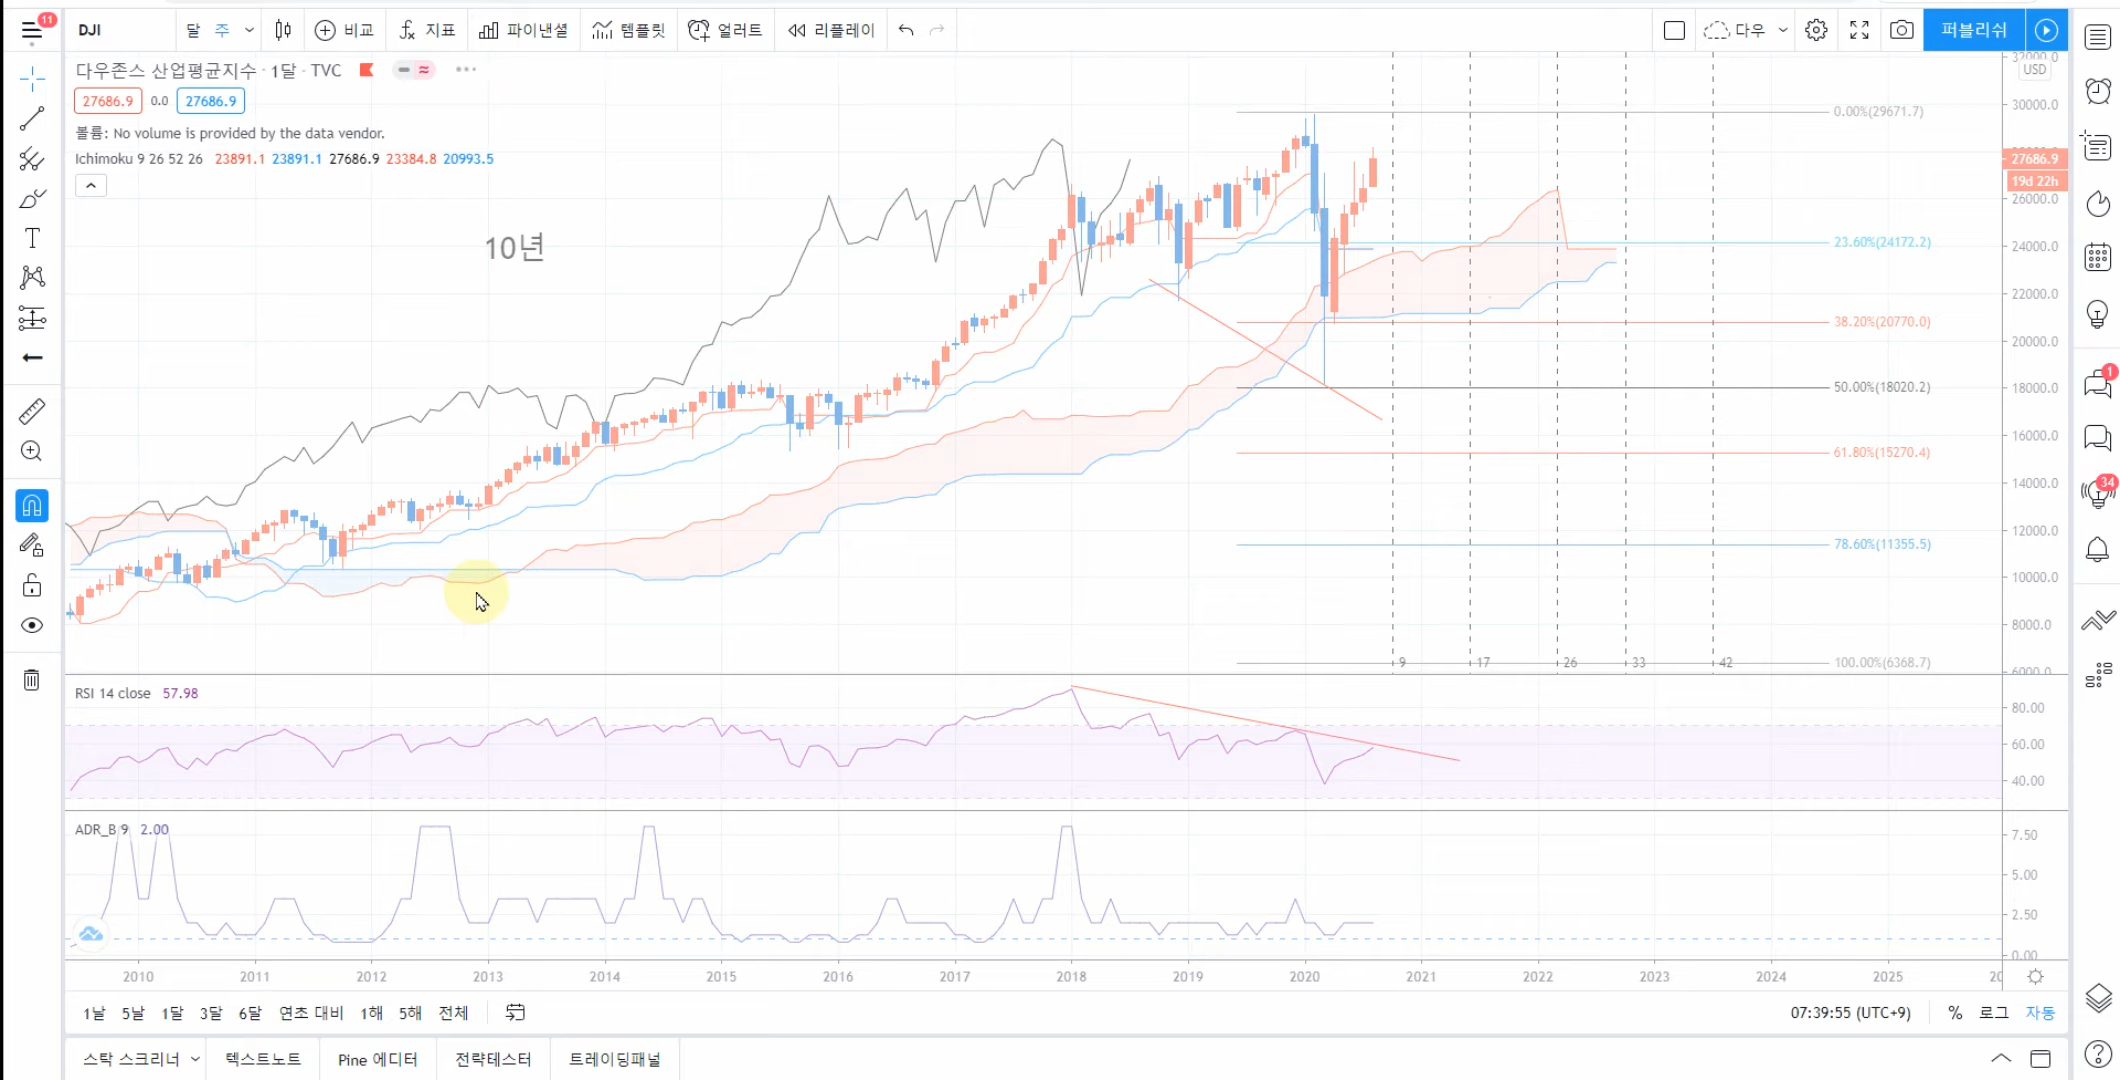 11
DJI
달 주
비교
지표
파이낸셜
템플릿
얼러트
리플레이
다우
퍼블리쉬
다우존스 산업평균지수 · 1달 · TVC
27686.9 0.0 27686.9
볼륨: No volume is provided by the data vendor.
Ichimoku 9 26 52 26 23891.1 23891.1 27686.9 23384.8 20993.5
10년
0.00%(29671.7)
23.60%(24172.2)
38.20%(20770.0)
50.00%(18020.2)
61.80%(15270.4)
78.60%(11355.5)
100.00%(6368.7)
9 17 26 33 42
32000.0
USD
30000.0
27686.9
19d 22h
26000.0
24000.0
22000.0
20000.0
18000.0
16000.0
14000.0
12000.0
10000.0
8000.0
6000.0
RSI 14 close 57.98
80.00
60.00
40.00
ADR_B 9 2.00
7.50
5.00
2.50
0.00
2010 2011 2012 2013 2014 2015 2016 2017 2018 2019 2020 2021 2022 2023 2024 2025 20
1날 5날 1달 3달 6달 연초 대비 1해 5해 전체
07:39:55 (UTC+9) % 로그 자동
스탁 스크리너 텍스트노트 Pine 에디터 전략테스터 트레이딩패널
1
34